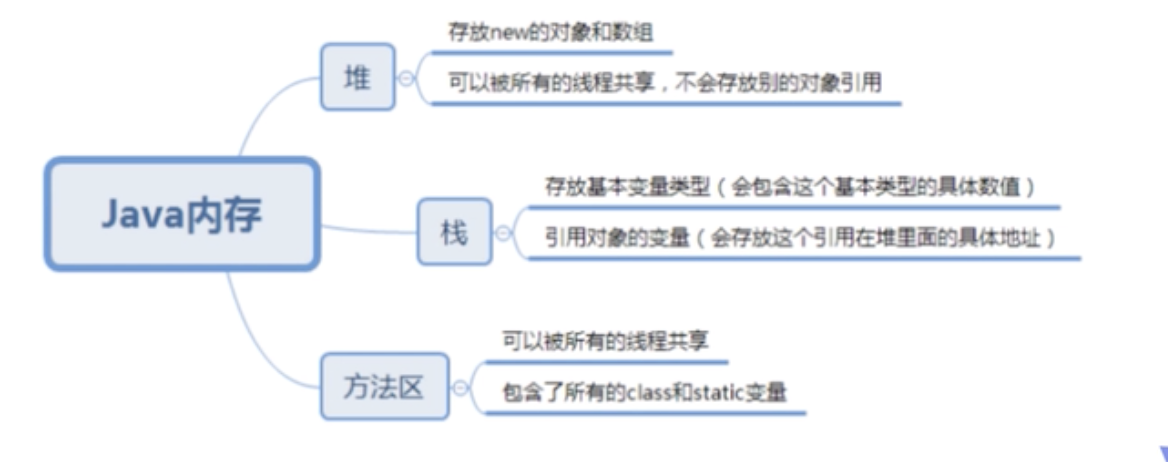 存放new的对象和数组
堆
可以被所有的线程共享，不会存放别的对象引用
存放基本变量类型（会包含这个基本类型的具体数值）
Java内存
栈
引用对象的变量（会存放这个引用在堆里面的具体地址）
可以被所有的线程共享
方法区
包含了所有的class和static变量